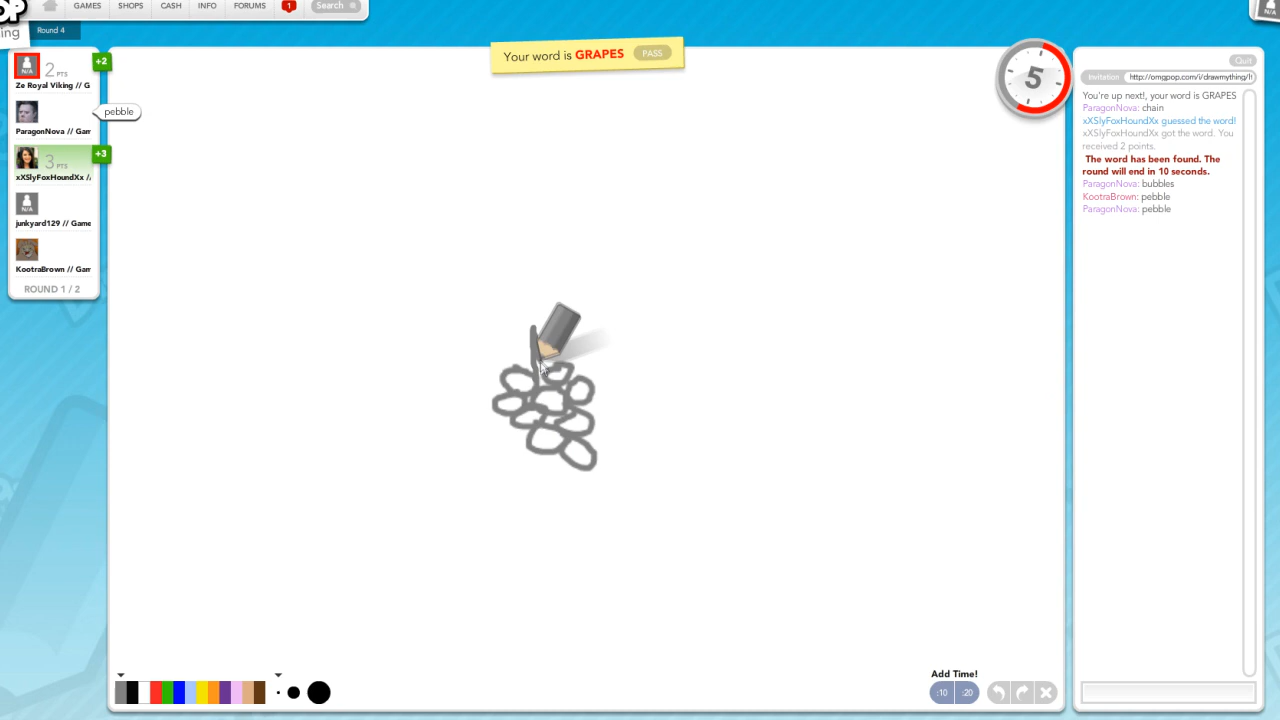 OP
GAMES SHOPS CASH INFO FORUMS 1 Search
ing
Round 4
N/A
Your word is GRAPES PASS
5
N/A 2 PTS +2
Ze Royal Viking // G
pebble
ParagonNova // Gam
3 PTS +3
xXSlyFoxHoundXx //
N/A
junkyard129 // Game
KootraBrown // Gam
ROUND 1 / 2
Quit
Invitation http://omgpop.com/i/drawmything/
You're up next!, your word is GRAPES
ParagonNova: chain
xXSlyFoxHoundXx guessed the word!
xXSlyFoxHoundXx got the word. You
received 2 points.
The word has been found. The
round will end in 10 seconds.
ParagonNova: bubbles
KootraBrown: pebble
ParagonNova: pebble
Add Time!
:10 :20